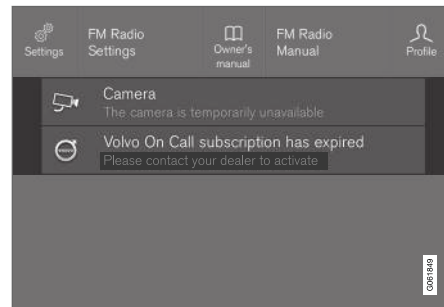 Settings
FM Radio
Settings
Owner's
manual
FM Radio
Manual
Profile
Camera
The camera is temporarily unavailable
Volvo On Call subscription has expired
Please contact your dealer to activate
G061849